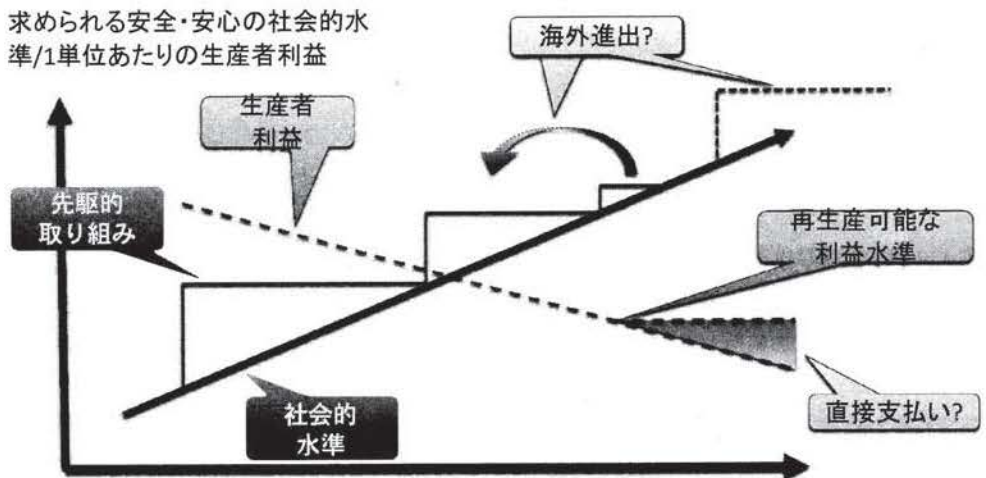 求められる安全・安心の社会的水
準/1単位あたりの生産者利益
海外進出?
生産者
利益
先駆的
取り組み
再生産可能な
利益水準
社会的
水準
直接支払い?